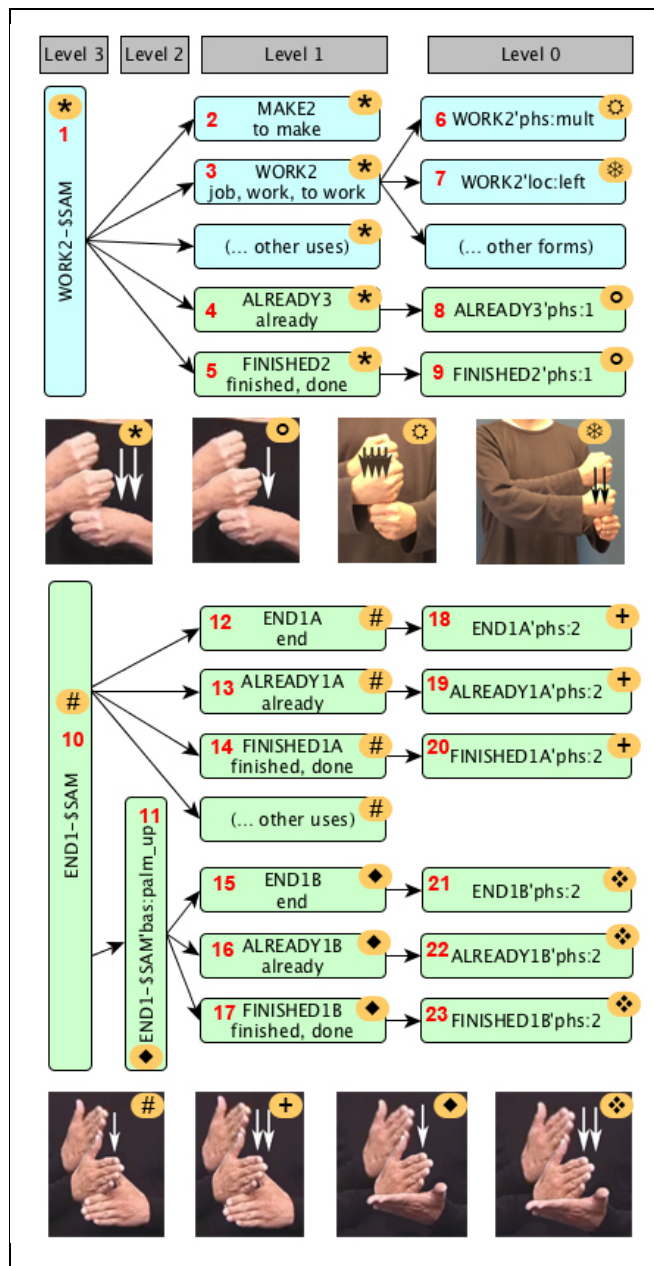 Level 3
Level 2
Level 1
Level 0
*
1
WORK2-$SAM
2
MAKE2
to make
*
3
WORK2
job, work, to work
*
(... other uses)
*
4
ALREADY3
already
*
5
FINISHED2
finished, done
*
6 WORK2'phs:mult
☼
7 WORK2'loc:left
❄
(... other forms)
8 ALREADY3'phs:1
o
9 FINISHED2'phs:1
o
*
o
☼
❄
#
10
END1-$SAM
11
END1-$SAM'bas:palm_up
◆
12
END1A
end
#
13
ALREADY1A
already
#
14
FINISHED1A
finished, done
#
(... other uses)
#
15
END1B
end
◆
16
ALREADY1B
already
◆
17
FINISHED1B
finished, done
◆
18 END1A'phs:2
+
19 ALREADY1A'phs:2
+
20 FINISHED1A'phs:2
+
21 END1B'phs:2
❖
22 ALREADY1B'phs:2
❖
23 FINISHED1B'phs:2
❖
#
+
◆
❖